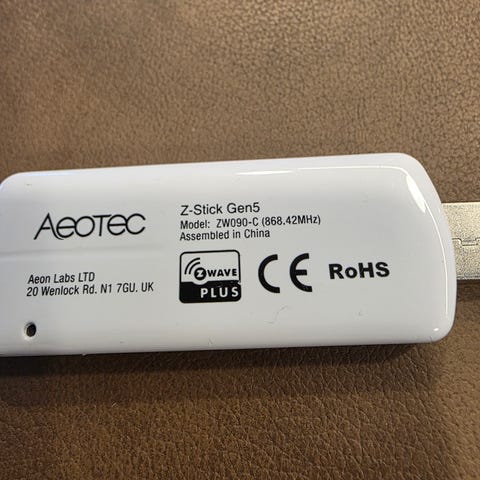 AEOTEC
Z-Stick Gen5
Model: ZW090-C (868.42MHz)
Assembled in China
Aeon Labs LTD
20 Wenlock Rd. N1 7GU. UK
Z WAVE
PLUS
CE
RoHS